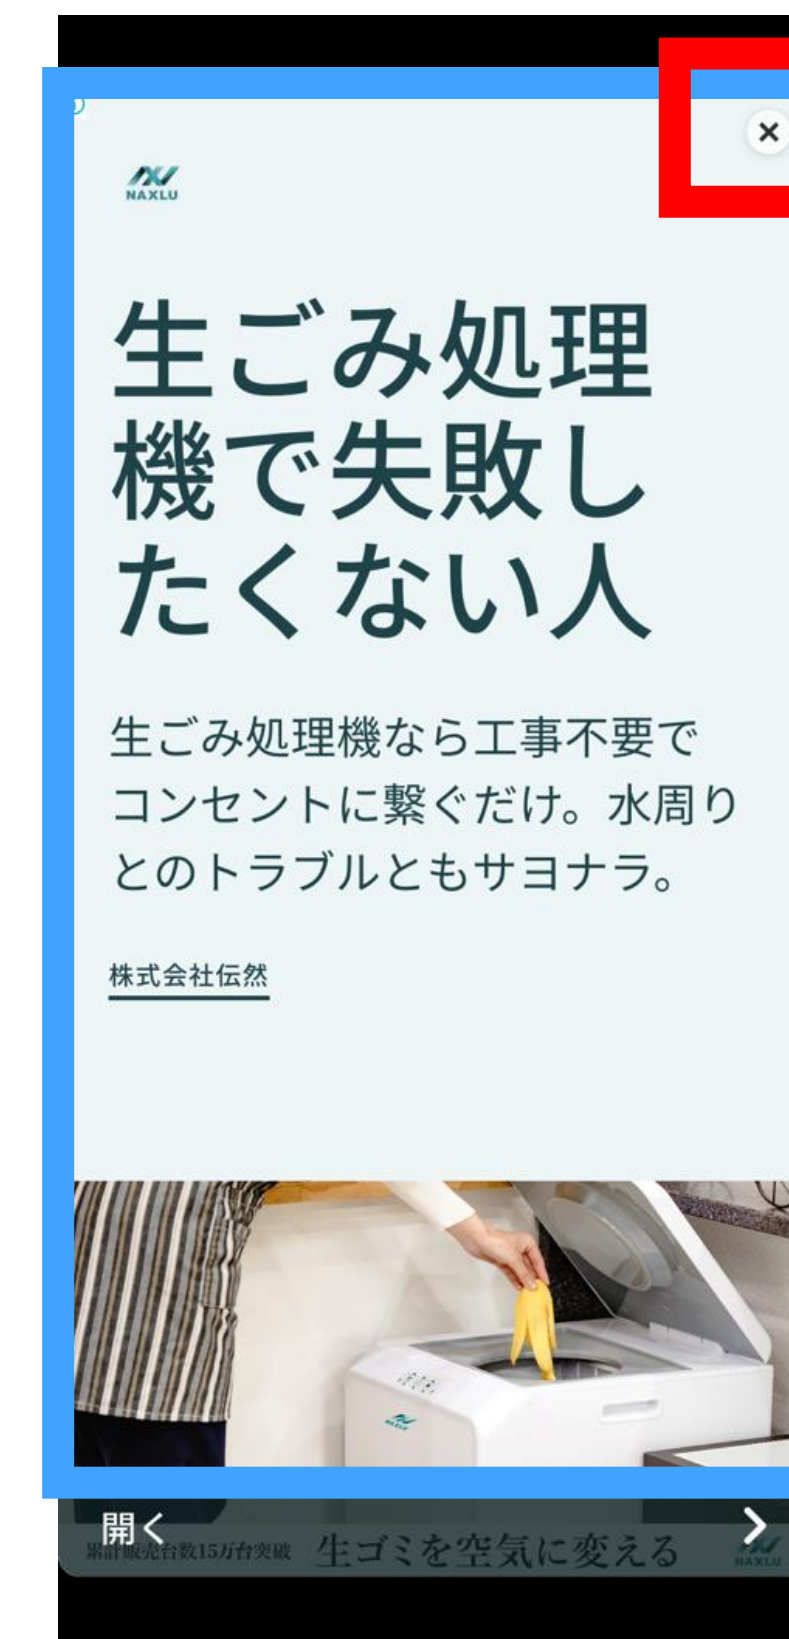 NAXLU
生ごみ処理
機で失敗し
たくない人
生ごみ処理機なら工事不要で
コンセントに繋ぐだけ。水周り
とのトラブルともサヨナラ。
株式会社伝然
NAXLU
開く
累計販売台数15万台突破 生ゴミを空気に変える NAXLU